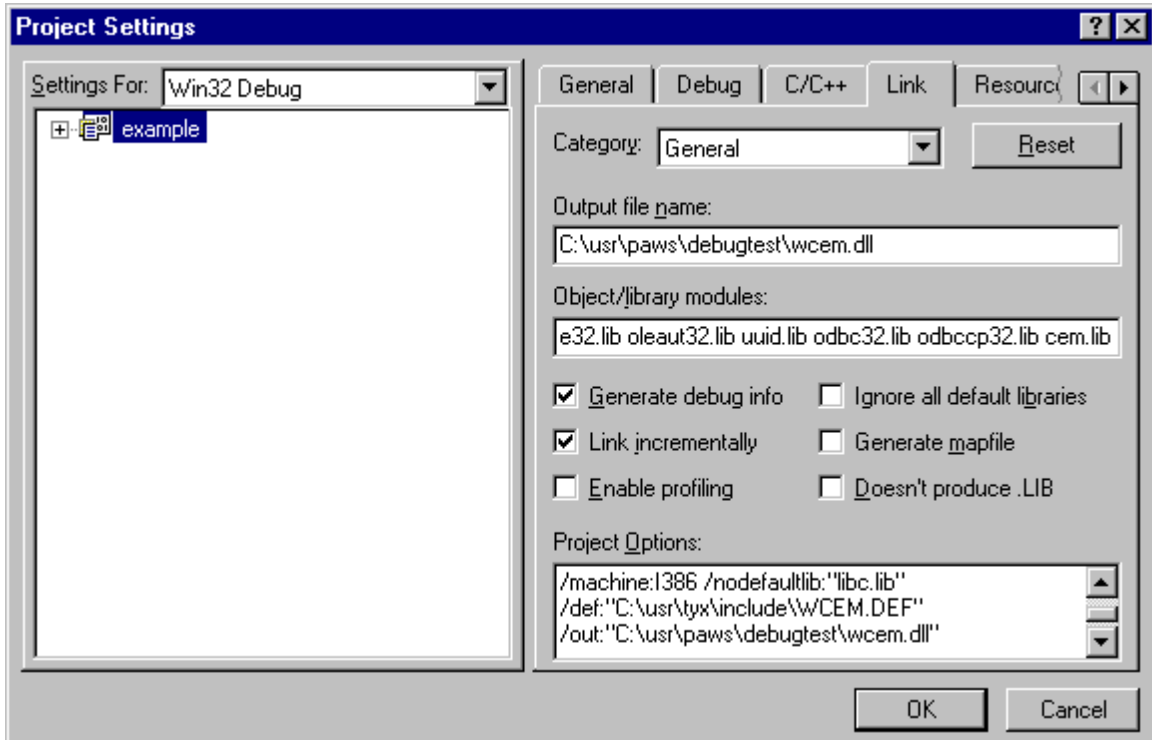 Project Settings
Settings For: Win32 Debug
example
General Debug C/C++ Link Resourc
Category: General Reset
Output file name:
C:\usr\paws\debugtest\wcem.dll
Object/library modules:
e32.lib oleaut32.lib uuid.lib odbc32.lib odbccp32.lib cem.lib
Generate debug info Ignore all default libraries
Link incrementally Generate mapfile
Enable profiling Doesn't produce .LIB
Project Options:
/machine:I386 /nodefaultlib:"libc.lib"
/def:"C:\usr\tyx\include\WCEM.DEF"
/out:"C:\usr\paws\debugtest\wcem.dll"
OK Cancel